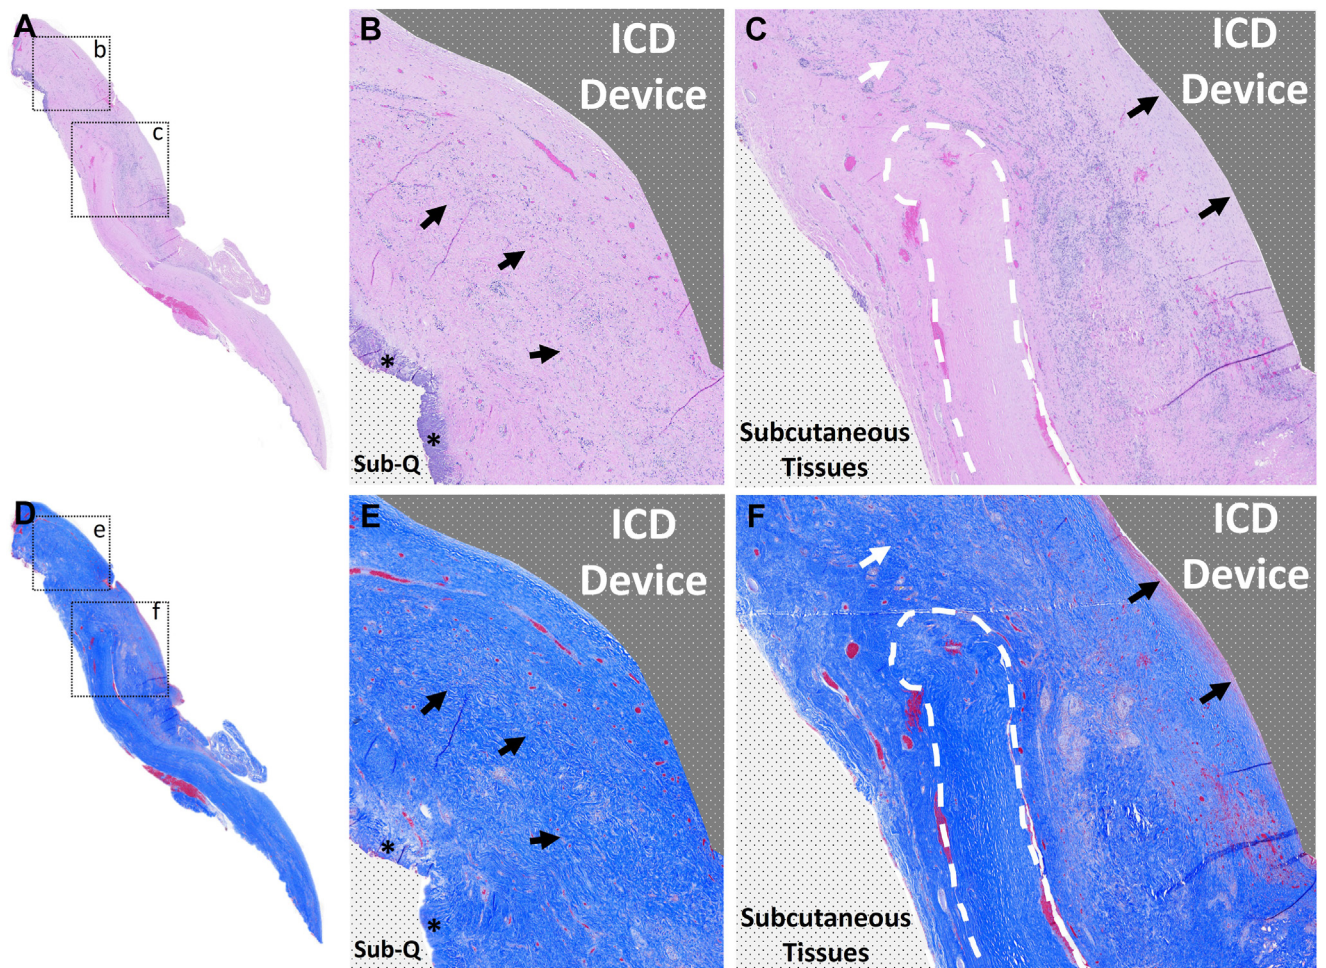 A
b
c
B
ICD
Device
*
*
Sub-Q
C
ICD
Device
Subcutaneous
Tissues
D
e
f
E
ICD
Device
*
*
Sub-Q
F
ICD
Device
Subcutaneous
Tissues